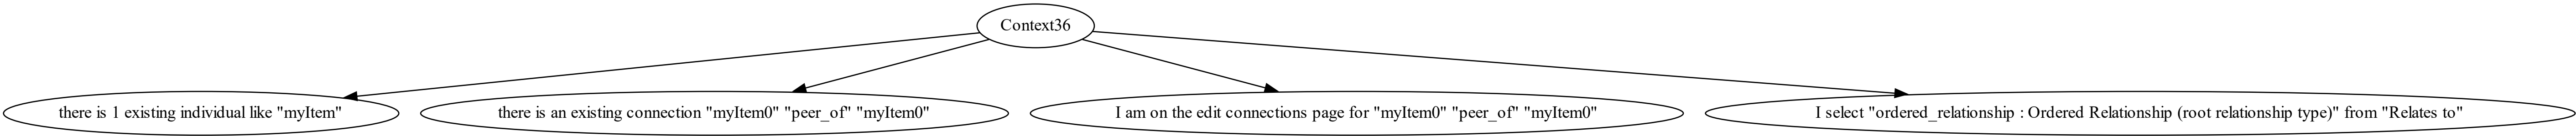 Context36
there is 1 existing individual like "myItem"
there is an existing connection "myItem0" "peer_of" "myItem0"
I am on the edit connections page for "myItem0" "peer_of" "myItem0"
I select "ordered_relationship : Ordered Relationship (root relationship type)" from "Relates to"